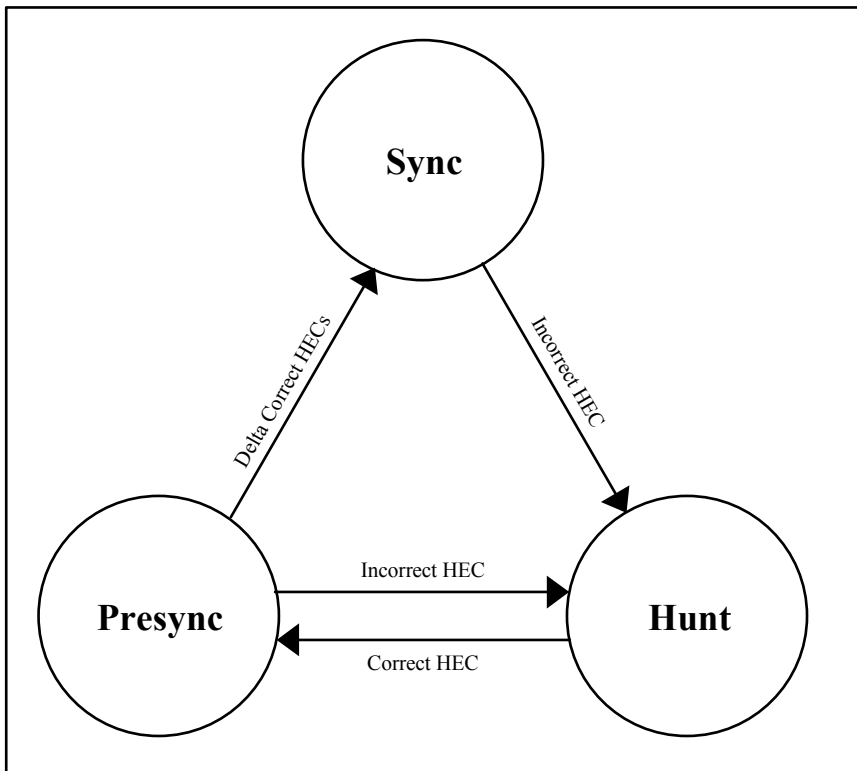 Sync
Delta Correct HECs
Incorrect HEC
Incorrect HEC
Presync
Hunt
Correct HEC